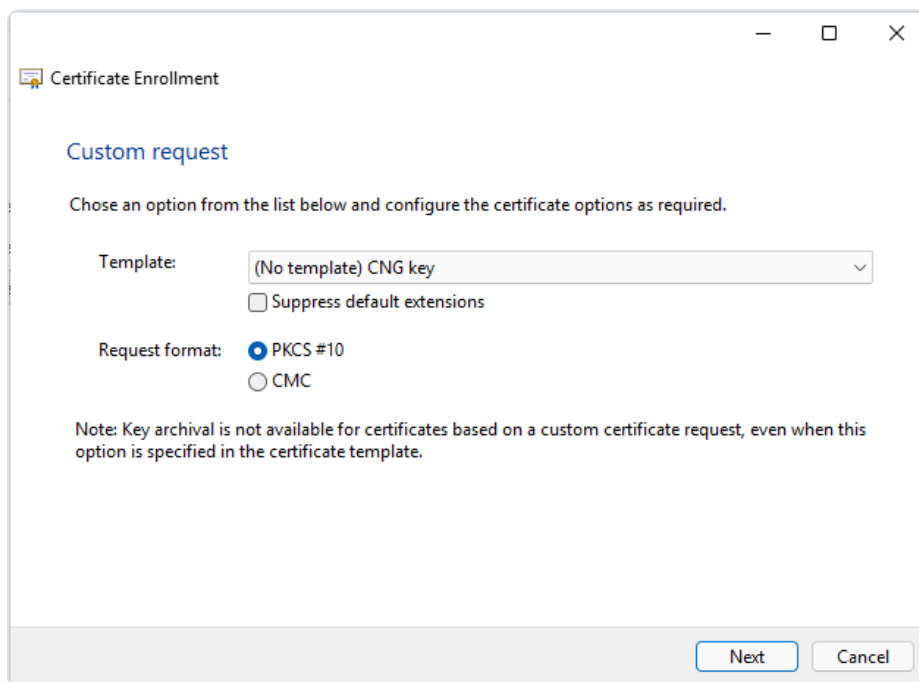 Certificate Enrollment
Custom request
Chose an option from the list below and configure the certificate options as required.
Template:
(No template) CNG key
Suppress default extensions
Request format:
PKCS #10
CMC
Note: Key archival is not available for certificates based on a custom certificate request, even when this
option is specified in the certificate template.
Next
Cancel